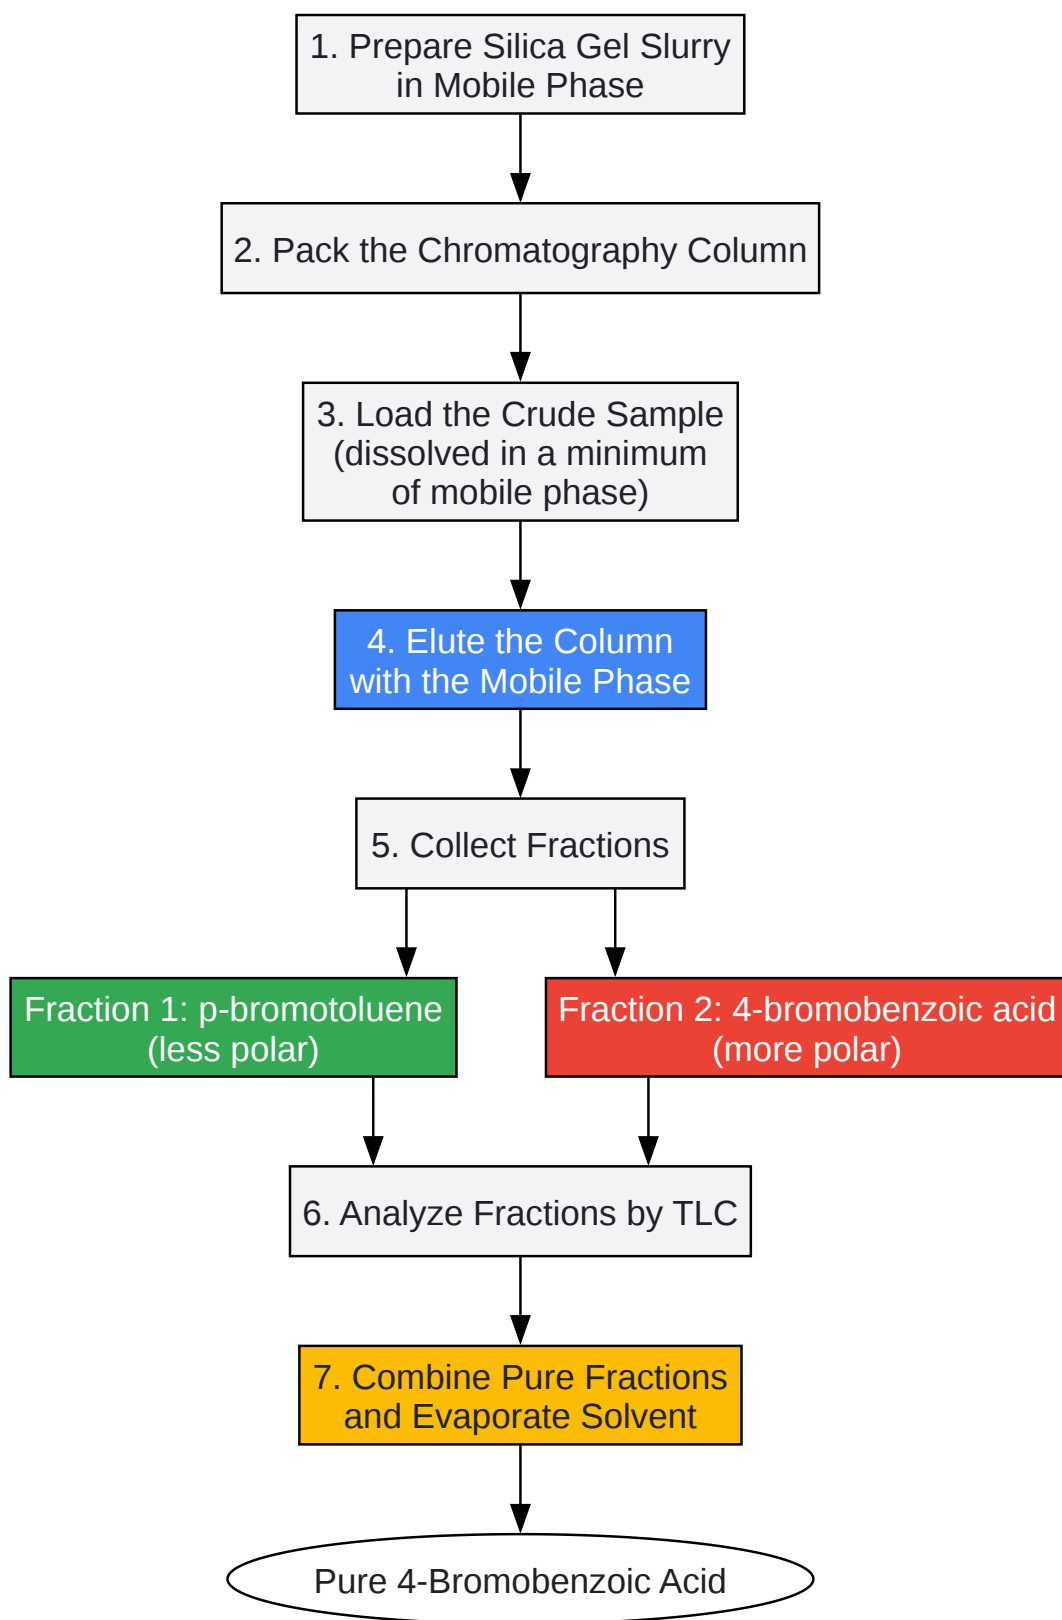 1. Prepare Silica Gel Slurry
in Mobile Phase
2. Pack the Chromatography Column
3. Load the Crude Sample
(dissolved in a minimum
of mobile phase)
4. Elute the Column
with the Mobile Phase
5. Collect Fractions
Fraction 1: p-bromotoluene
(less polar)
Fraction 2: 4-bromobenzoic acid
(more polar)
6. Analyze Fractions by TLC
7. Combine Pure Fractions
and Evaporate Solvent
Pure 4-Bromobenzoic Acid